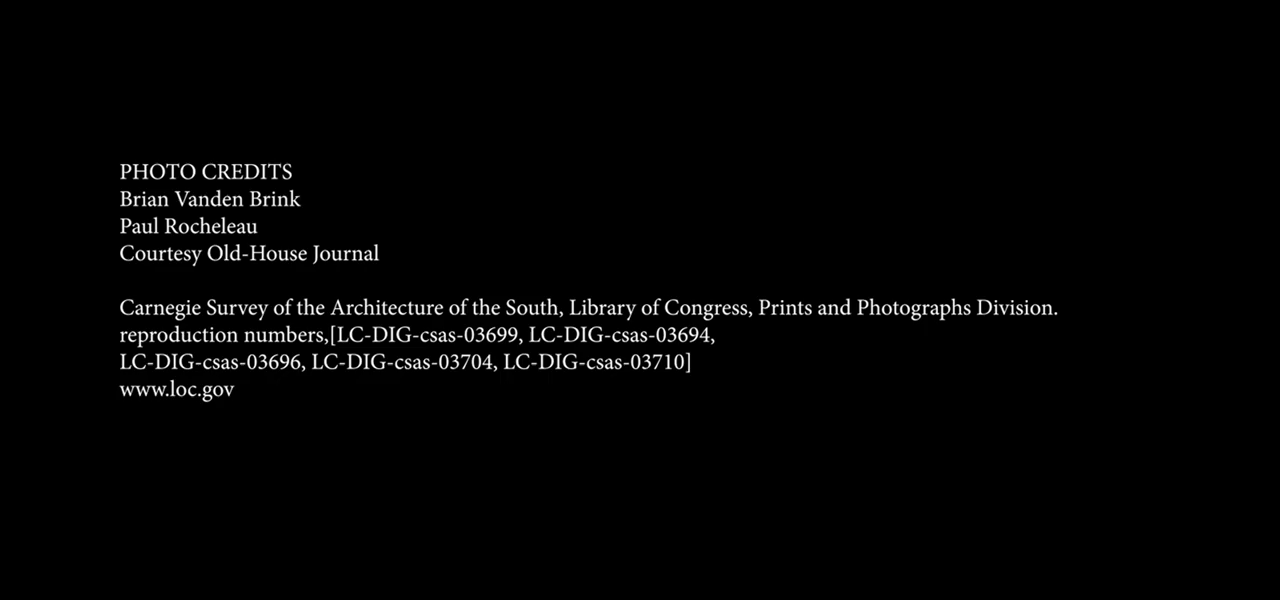 PHOTO CREDITS
Brian Vanden Brink
Paul Rocheleau
Courtesy Old-House Journal
Carnegie Survey of the Architecture of the South, Library of Congress, Prints and Photographs Division.
reproduction numbers,[LC-DIG-csas-03699, LC-DIG-csas-03694,
LC-DIG-csas-03696, LC-DIG-csas-03704, LC-DIG-csas-03710]
www.loc.gov